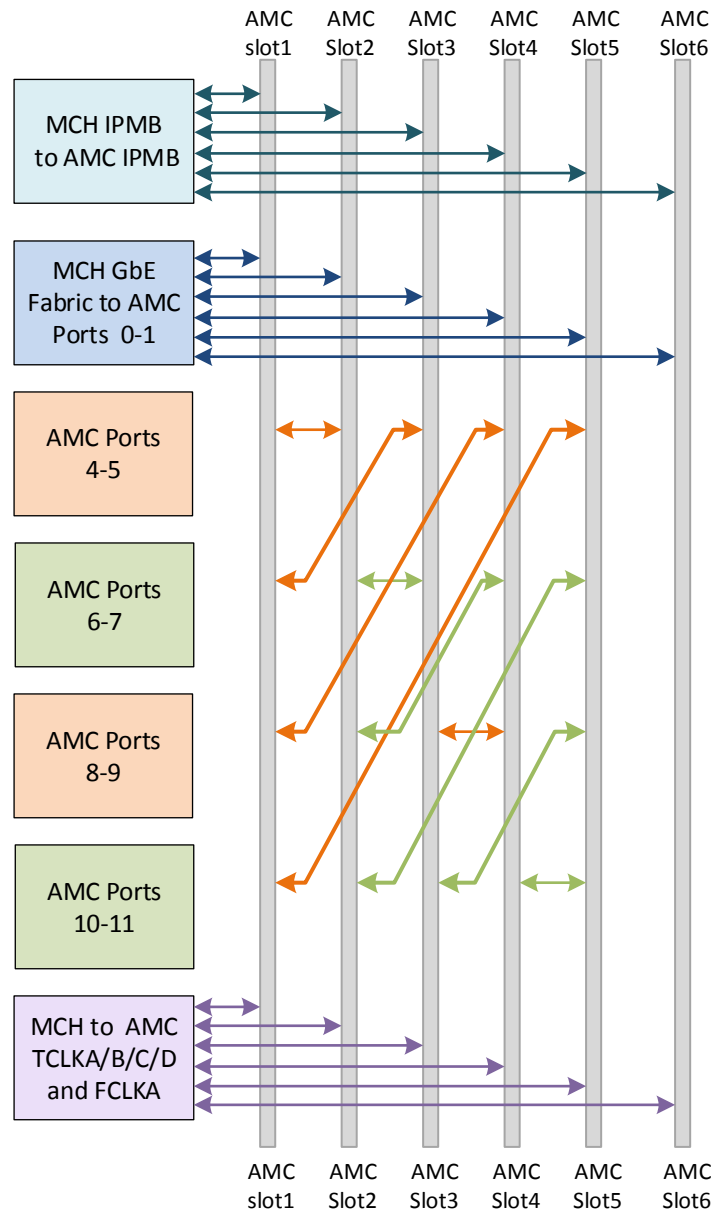 AMC AMC AMC AMC AMC AMC
slot1 Slot2 Slot3 Slot4 Slot5 Slot6
MCH IPMB
to AMC IPMB
MCH GbE
Fabric to AMC
Ports 0-1
AMC Ports
4-5
AMC Ports
6-7
AMC Ports
8-9
AMC Ports
10-11
MCH to AMC
TCLKA/B/C/D
and FCLKA
AMC AMC AMC AMC AMC AMC
slot1 Slot2 Slot3 Slot4 Slot5 Slot6